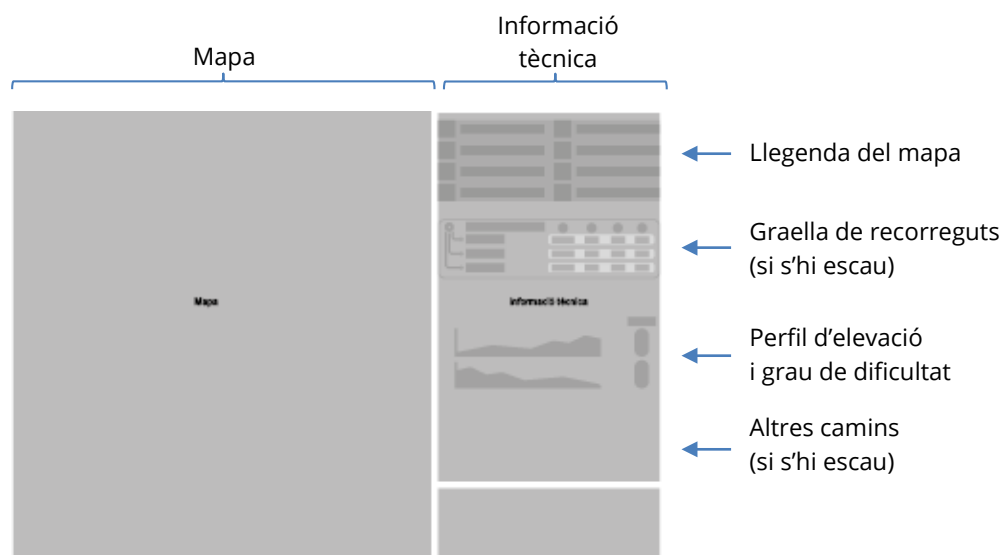 Mapa
Informació
tècnica
Llegenda del mapa
Graella de recorreguts
(si s’hi escau)
Mapa
Informació tècnica
Perfil d’elevació
i grau de dificultat
Altres camins
(si s’hi escau)